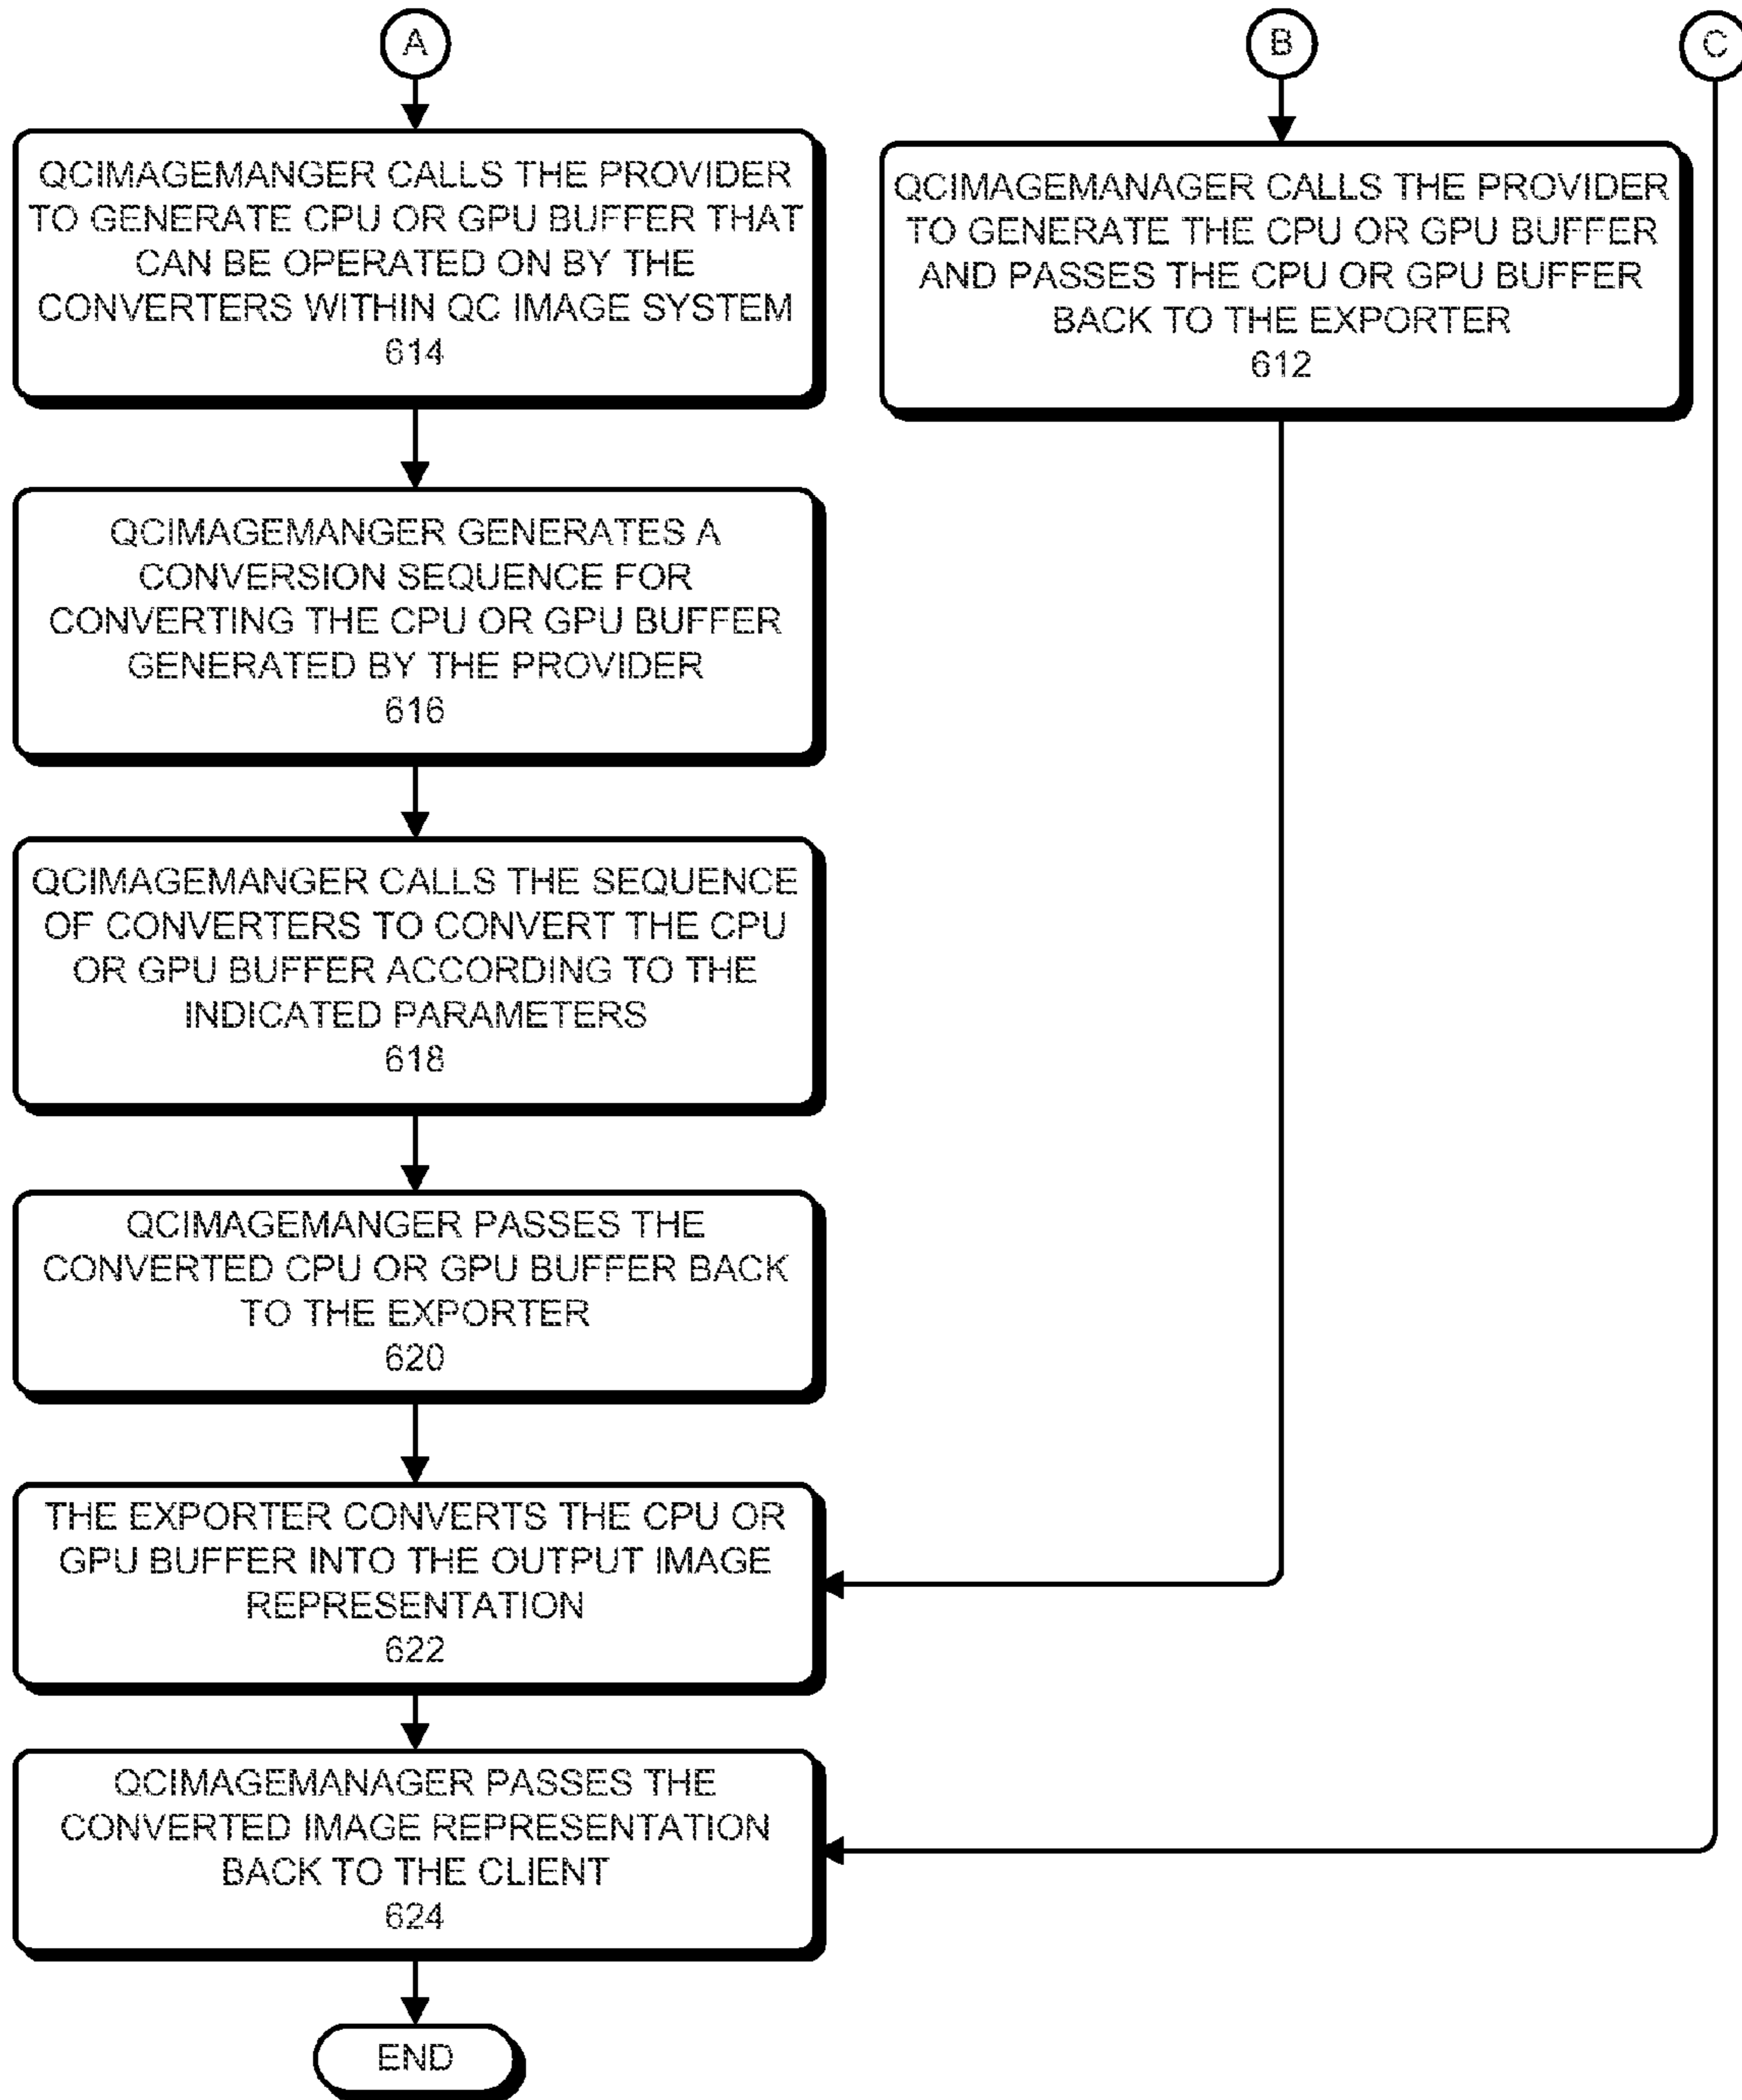 A
B
C
QCIMAGEMANGER CALLS THE PROVIDER
TO GENERATE CPU OR GPU BUFFER THAT
CAN BE OPERATED ON BY THE
CONVERTERS WITHIN QC IMAGE SYSTEM
614
QCIMAGEMANAGER CALLS THE PROVIDER
TO GENERATE THE CPU OR GPU BUFFER
AND PASSES THE CPU OR GPU BUFFER
BACK TO THE EXPORTER
612
QCIMAGEMANGER GENERATES A
CONVERSION SEQUENCE FOR
CONVERTING THE CPU OR GPU BUFFER
GENERATED BY THE PROVIDER
616
QCIMAGEMANGER CALLS THE SEQUENCE
OF CONVERTERS TO CONVERT THE CPU
OR GPU BUFFER ACCORDING TO THE
INDICATED PARAMETERS
618
QCIMAGEMANGER PASSES THE
CONVERTED CPU OR GPU BUFFER BACK
TO THE EXPORTER
620
THE EXPORTER CONVERTS THE CPU OR
GPU BUFFER INTO THE OUTPUT IMAGE
REPRESENTATION
622
QCIMAGEMANAGER PASSES THE
CONVERTED IMAGE REPRESENTATION
BACK TO THE CLIENT
624
END